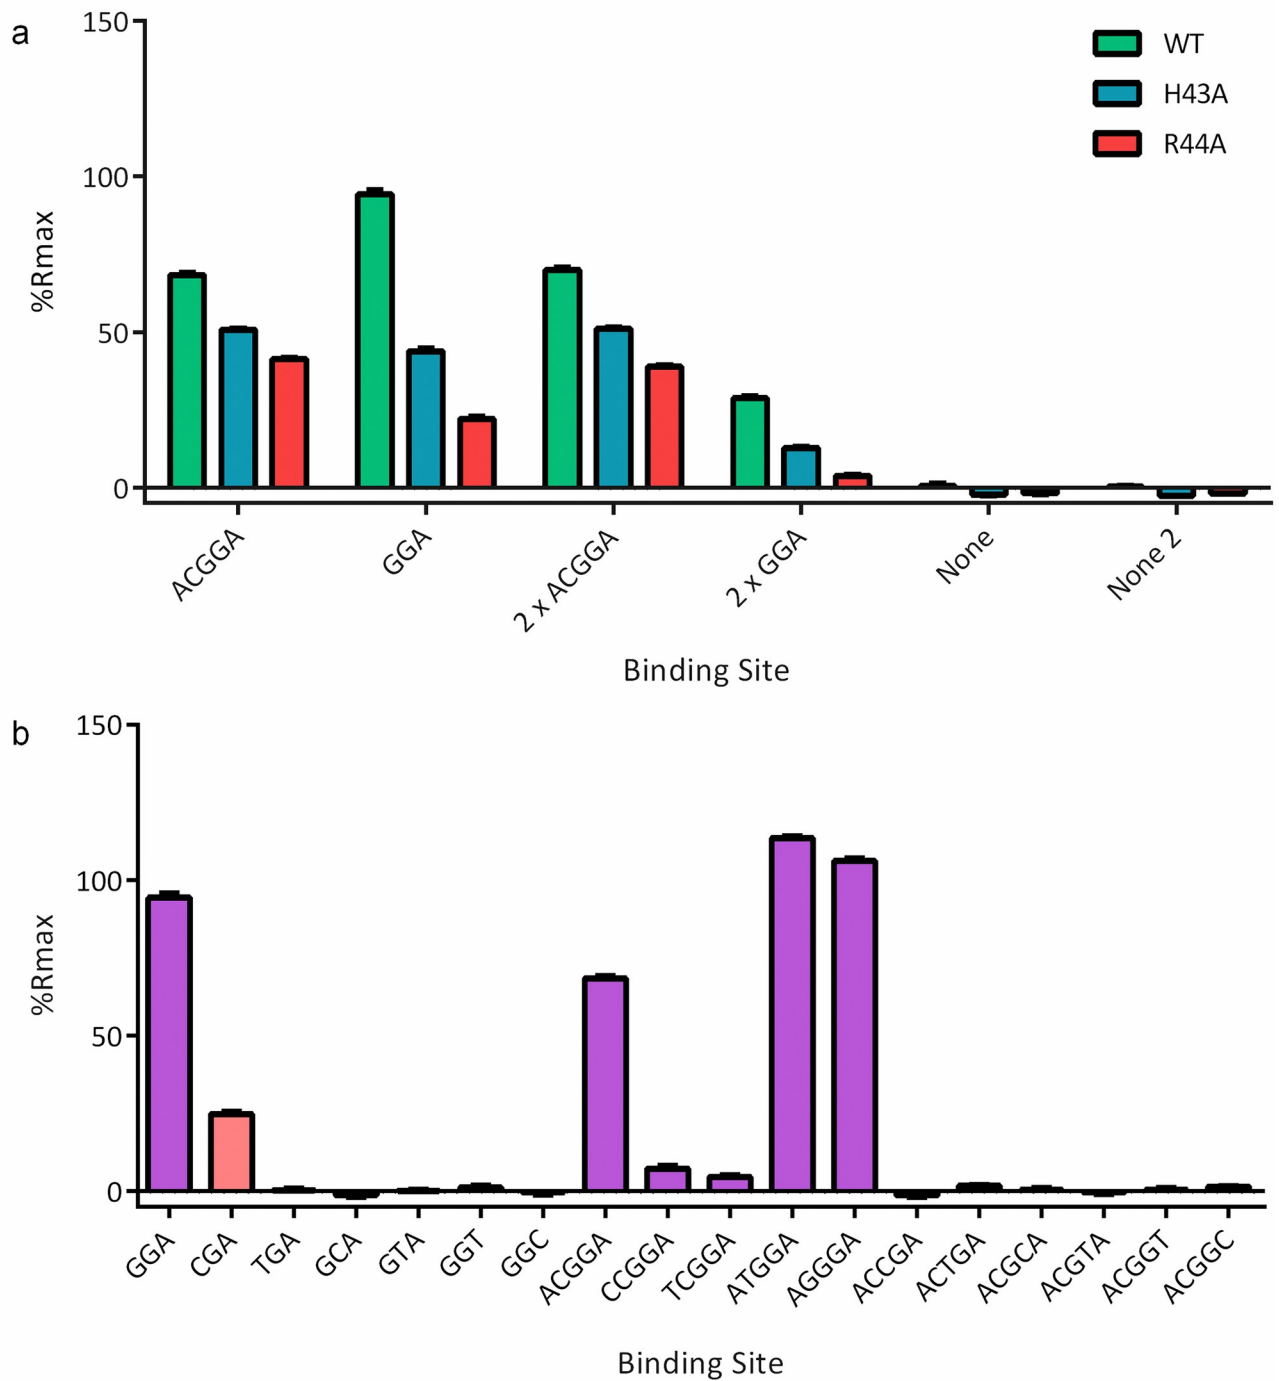 a
150
100
50
0
%Rmax
WT
H43A
R44A
ACGGA
GGA
2 x ACGGA
2 x GGA
None
None 2
Binding Site
b
150
100
50
0
%Rmax
GGA
CGA
TGA
GCA
GTA
GGT
GGC
ACGGA
CCGGA
TCGGA
ATGGA
AGGGA
ACCGA
ACTGA
ACGCA
ACGTA
ACGGT
ACGGC
Binding Site